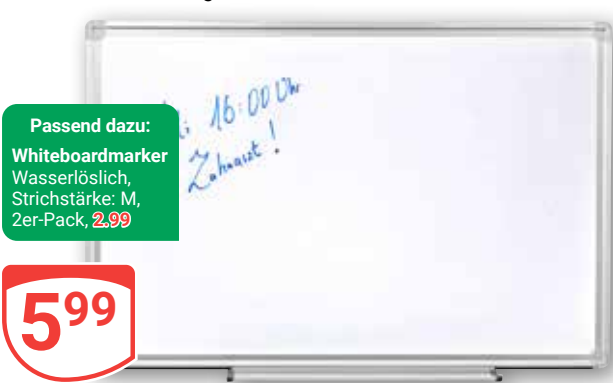 i: 16:00 Uhr
Zahnarzt!
Passend dazu:
Whiteboardmarker
Wasserlöslich,
Strichstärke: M,
2er-Pack, 2.99
5 99